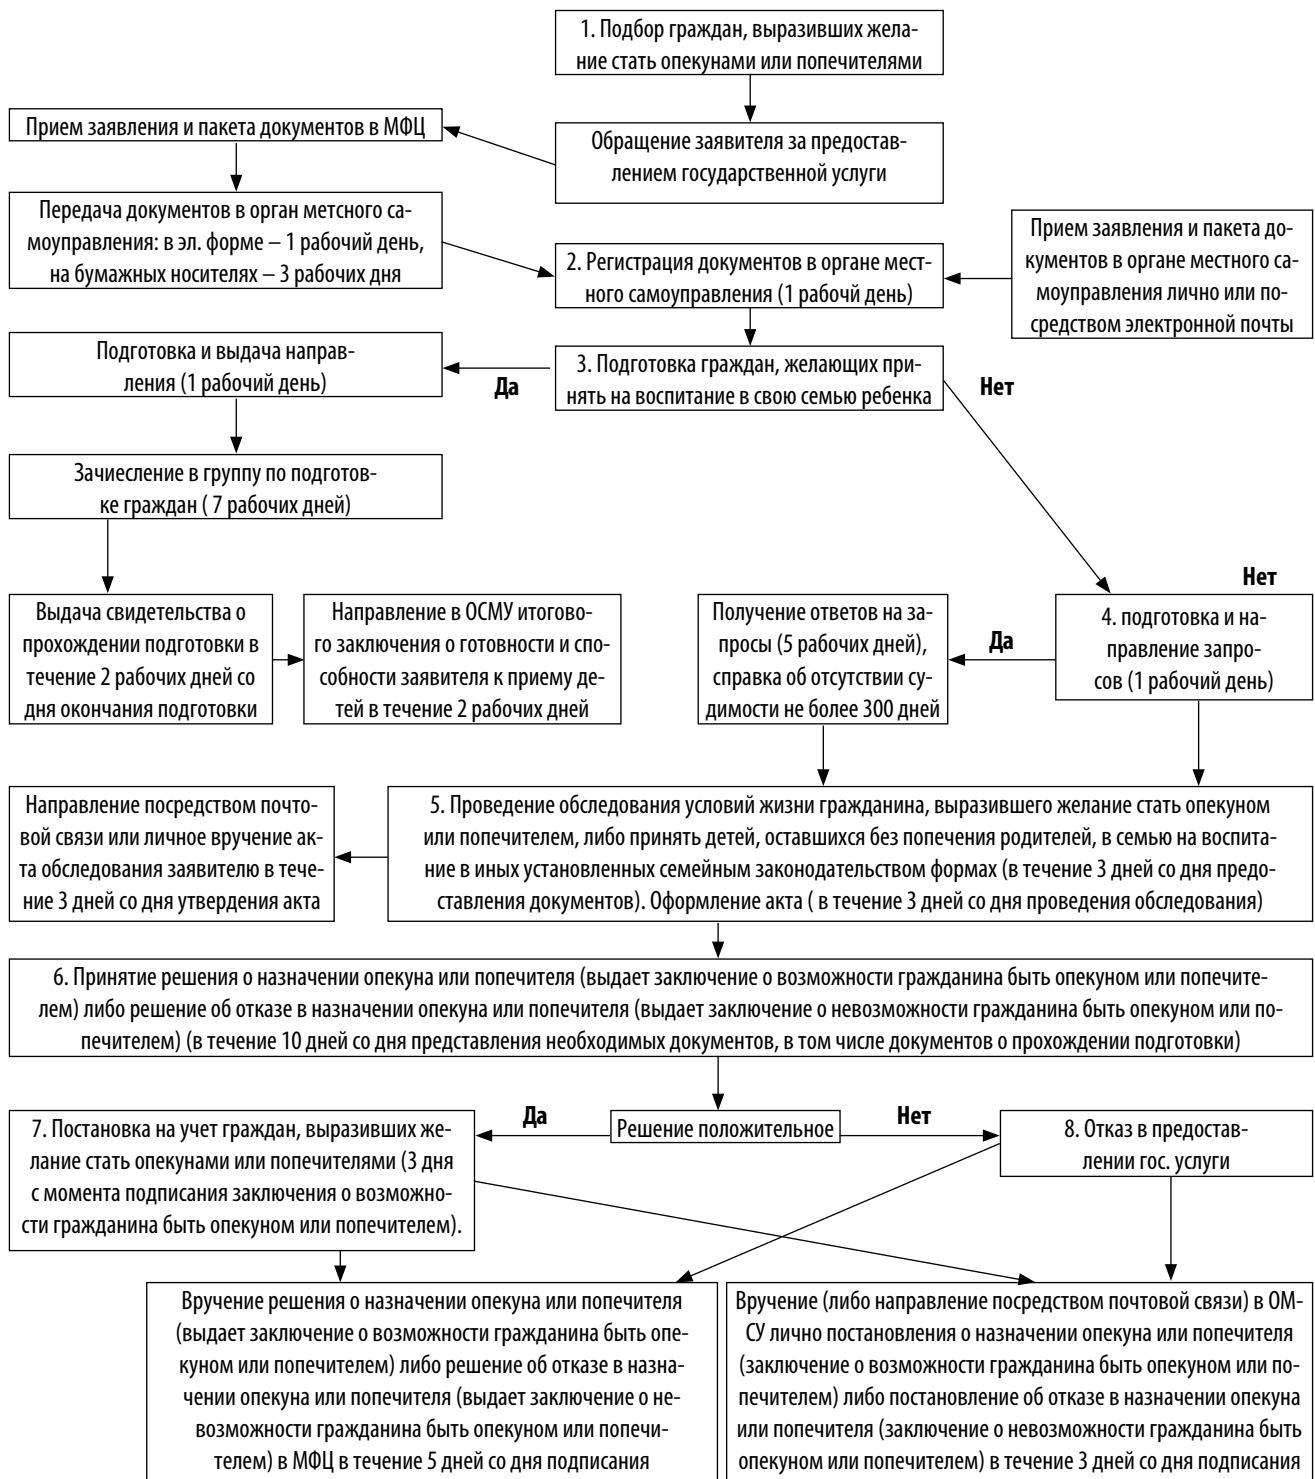 1. Подбор граждан, выразивших жела-
ние стать опекунами или попечителями
Прием заявления и пакета документов в МФЦ
Обращение заявителя за предостав-
лением государственной услуги
Передача документов в орган метсного са-
моуправления: в эл. форме – 1 рабочий день,
на бумажных носителях – 3 рабочих дня
2. Регистрация документов в органе мест-
ного самоуправления (1 рабочй день)
Прием заявления и пакета до-
кументов в органе местного са-
моуправления лично или по-
средством электронной почты
Подготовка и выдача направ-
ления (1 рабочий день)
Да
3. Подготовка граждан, желающих при-
нять на воспитание в свою семью ребенка
Нет
Зачиесление в группу по подготов-
ке граждан ( 7 рабочих дней)
Нет
Выдача свидетельства о
прохождении подготовки в
течение 2 рабочих дней со
дня окончания подготовки
Направление в ОСМУ итогово-
го заключения о готовности и спо-
собности заявителя к приему де-
тей в течение 2 рабочих дней
Получение ответов на за-
просы (5 рабочих дней),
справка об отсутствии су-
димости не более 300 дней
Да
4. подготовка и на-
правление запро-
сов (1 рабочий день)
Направление посредством почто-
вой связи или личное вручение ак-
та обследования заявителю в тече-
ние 3 дней со дня утвердения акта
5. Проведение обследования условий жизни гражданина, выразившего желание стать опекуном
или попечителем, либо принять детей, оставшихся без попечения родителей, в семью на воспита-
ние в иных установленных семейным законодательством формах (в течение 3 дней со дня предо-
ставления документов). Оформление акта ( в течение 3 дней со дня проведения обследования)
6. Принятие решения о назначении опекуна или попечителя (выдает заключение о возможности гражданина быть опекуном или попечите-
лем) либо решение об отказе в назначении опекуна или попечителя (выдает заключение о невозможности гражданина быть опекуном или по-
печителем) (в течение 10 дней со дня представления необходимых документов, в том числе документов о прохождении подготовки)
7. Постановка на учет граждан, выразивших же-
лание стать опекунами или попечителями (3 дня
с момента подписания заключения о возможно-
сти гражданина быть опекуном или попечителем).
Да
Решение положительное
Нет
8. Отказ в предостав-
лении гос. услуги
Вручение решения о назначении опекуна или попечителя
(выдает заключение о возможности гражданина быть опе-
куном или попечителем) либо решение об отказе в назна-
чении опекуна или попечителя (выдает заключение о не-
возможности гражданина быть опекуном или попечи-
телем) в МФЦ в течение 5 дней со дня подписания
Вручение (либо направление посредством почтовой связи) в ОМ-
СУ лично постановления о назначении опекуна или попечителя
(заключение о возможности гражданина быть опекуном или по-
печителем) либо постановление об отказе в назначении опекуна
или попечителя (заключение о невозможности гражданина быть
опекуном или попечителем) в течение 3 дней со дня подписания